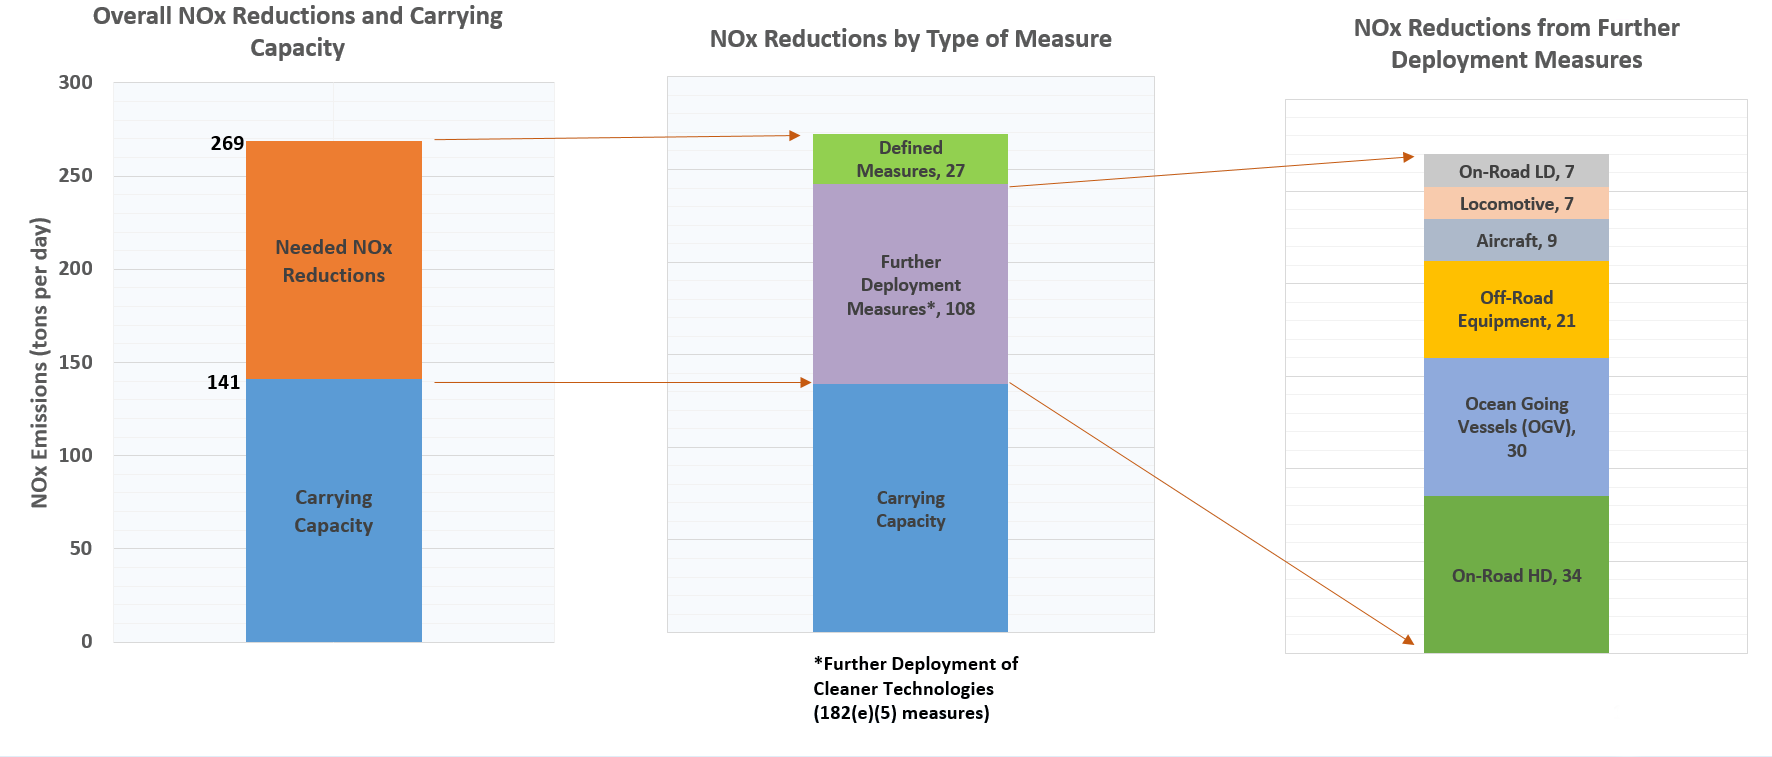 Overall NOx Reductions and Carrying
Capacity
NOx Emissions (tons per day)
300
250
200
150
100
50
0
269
141
Needed NOx
Reductions
Carrying
Capacity
NOx Reductions by Type of Measure
Defined
Measures, 27
Further
Deployment
Measures*, 108
Carrying
Capacity
*Further Deployment of
Cleaner Technologies
(182(e)(5) measures)
NOx Reductions from Further
Deployment Measures
On-Road LD, 7
Locomotive, 7
Aircraft, 9
Off-Road
Equipment, 21
Ocean Going
Vessels (OGV),
30
On-Road HD, 34